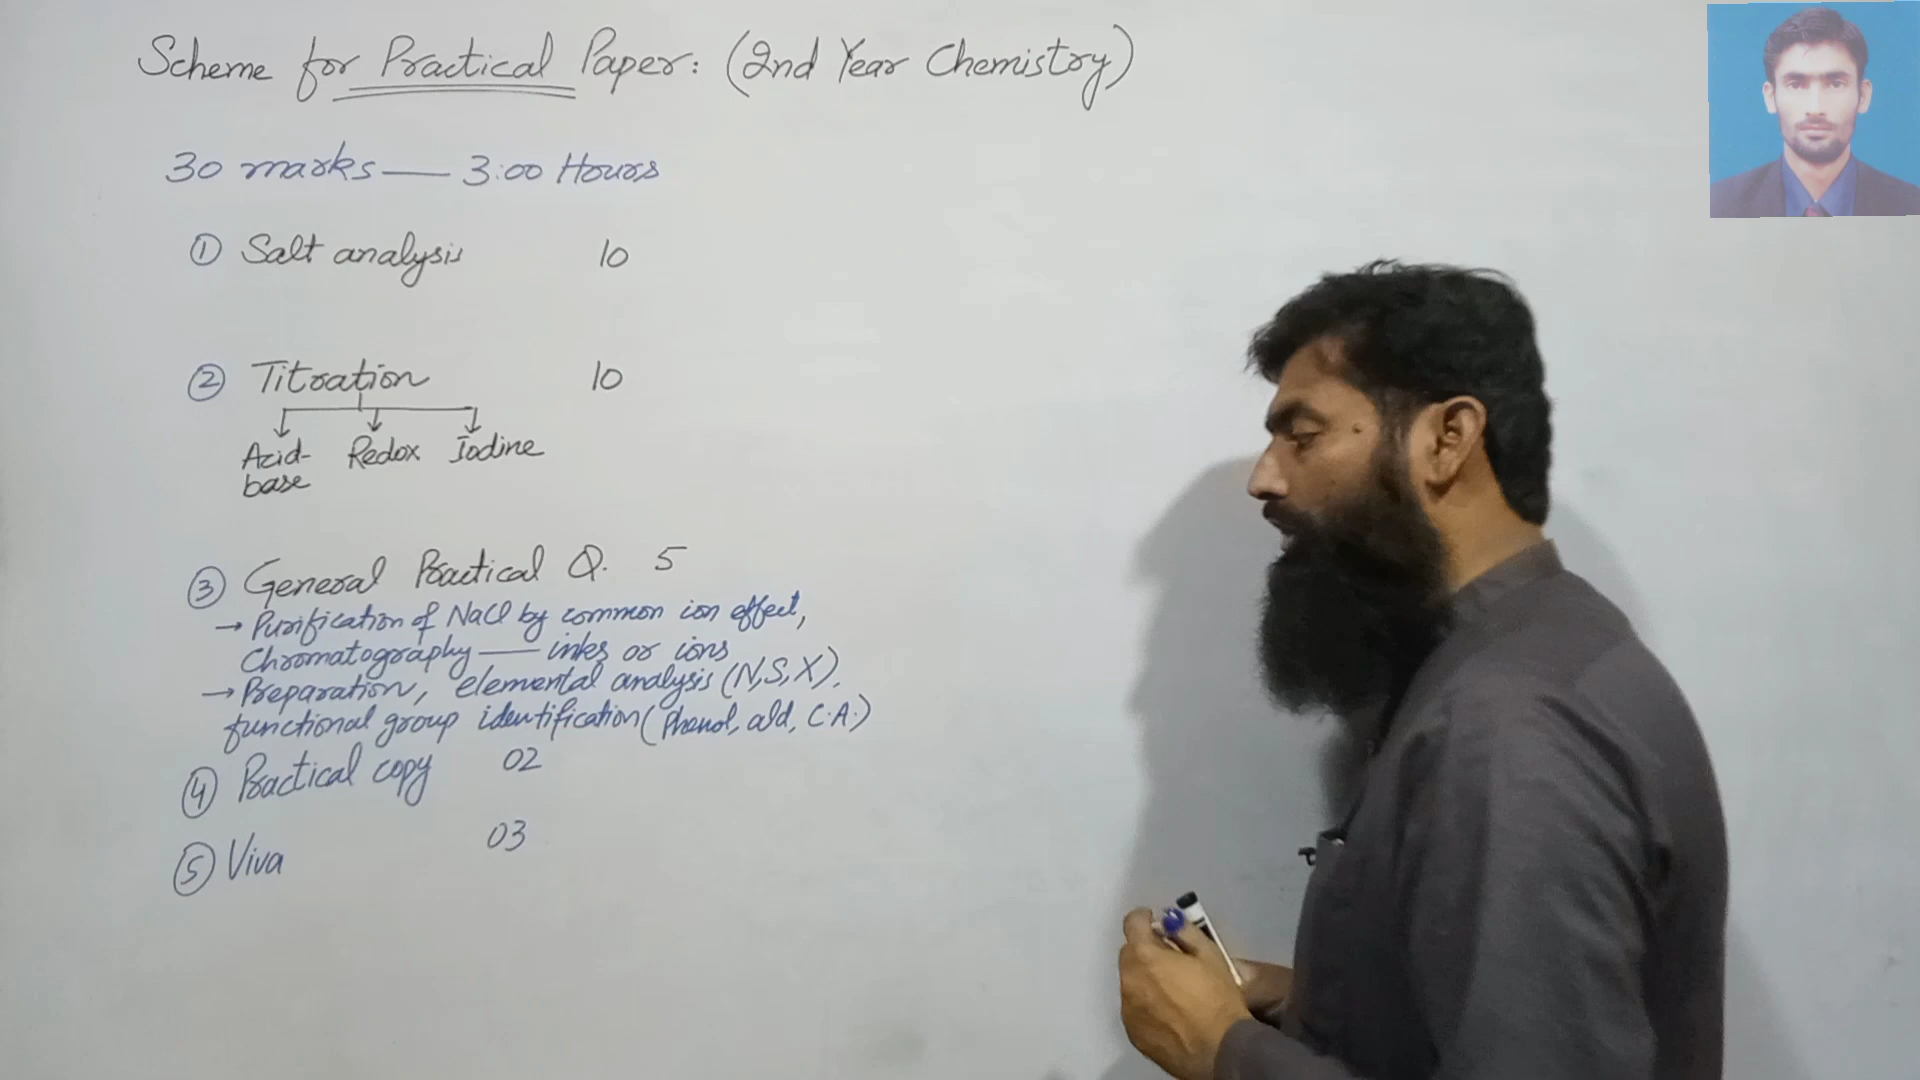 Scheme for Practical Paper: (2nd Year Chemistry)
30 marks — 3:00 Hours
① Salt analysis 10
② Titration 10
Acid-base Redox Iodine
③ General Practical Q. 5
→ Purification of NaCl by common ion effect,
Chromatography — inks or ions
→ Preparation, elemental analysis (N,S,X).
functional group identification (Phenol, ald, C.A.)
④ Practical copy 02
⑤ Viva 03